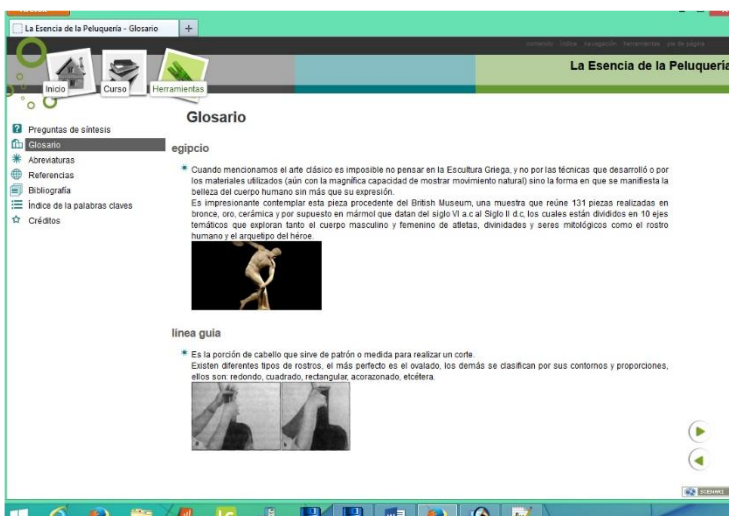 La Esencia de la Peluquería - Glosario
contenido índice navegación herramientas pie de página
La Esencia de la Peluquería
Inicio
Curso
Herramientas
Preguntas de síntesis
Glosario
Abreviaturas
Referencias
Bibliografía
Índice de la palabras claves
Créditos
Glosario
egipcio
Cuando mencionamos el arte clásico es imposible no pensar en la Escultura Griega, y no por las técnicas que desarrolló o por
los materiales utilizados (aún con la magnífica capacidad de mostrar movimiento natural) sino la forma en que se manifiesta la
belleza del cuerpo humano sin más que su expresión.
Es impresionante contemplar esta pieza procedente del British Museum, una muestra que reúne 131 piezas realizadas en
bronce, oro, cerámica y por supuesto en mármol que datan del siglo VI a.c al Siglo II d.c, los cuales están divididos en 10 ejes
temáticos que exploran tanto el cuerpo masculino y femenino de atletas, divinidades y seres mitológicos como el rostro
humano y el arquetipo del héroe.
linea guia
Es la porción de cabello que sirve de patrón o medida para realizar un corte.
Existen diferentes tipos de rostros, el más perfecto es el ovalado, los demás se clasifican por sus contornos y proporciones,
ellos son: redondo, cuadrado, rectangular, acorazonado, etcétera.
SCENARI